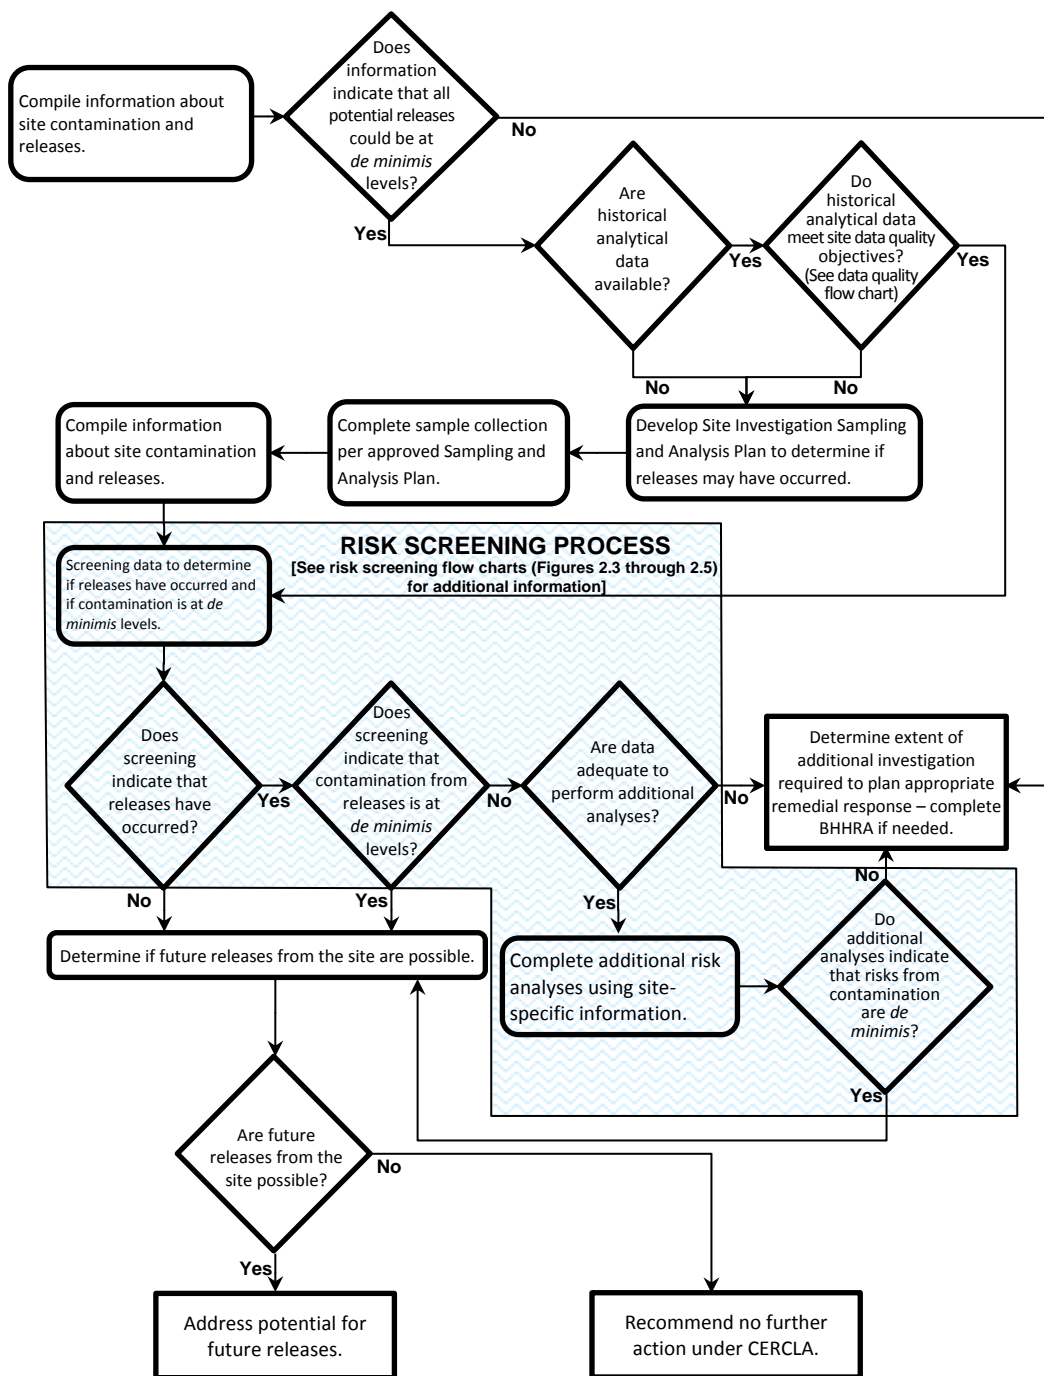 Does
information
indicate that all
potential releases
could be at
de minimis
levels?
Compile information about
site contamination and
releases.
No
Yes
Are
historical
analytical
data
available?
Yes
Do
historical
analytical data
meet site data quality
objectives?
(See data quality
flow chart)
Yes
No
No
Develop Site Investigation Sampling
and Analysis Plan to determine if
releases may have occurred.
Complete sample collection
per approved Sampling and
Analysis Plan.
Compile information
about site contamination
and releases.
RISK SCREENING PROCESS
[See risk screening flow charts (Figures 2.3 through 2.5)
for additional information]
Screening data to determine
if releases have occurred and
if contamination is at de
minimis levels.
Does
screening
indicate that
releases have
occurred?
Yes
No
Does
screening
indicate that
contamination from
releases is at
de minimis
levels?
No
Yes
Are data
adequate to
perform additional
analyses?
No
Yes
Determine extent of
additional investigation
required to plan appropriate
remedial response – complete
BHHRA if needed.
No
Determine if future releases from the site are possible.
Complete additional risk
analyses using site-
specific information.
Do
additional
analyses indicate
that risks from
contamination
are de
minimis?
Yes
Are future
releases from the
site possible?
No
Yes
Address potential for
future releases.
Recommend no further
action under CERCLA.